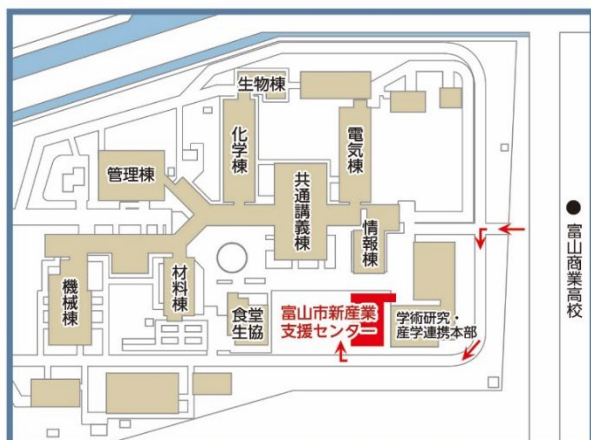 生物棟
化学棟
電気棟
管理棟
共通講義棟
情報棟
機械棟
材料棟
食堂
生協
富山市新産業
支援センター
学術研究・
産学連携本部
● 富山商業高校